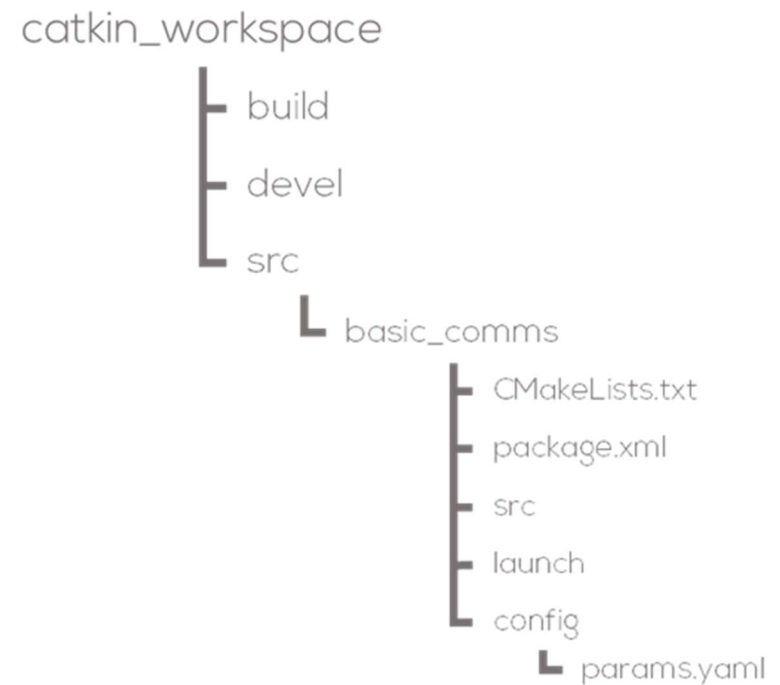 catkin_workspace
build
devel
src
basic_comms
CMakeLists.txt
package.xml
src
launch
config
params.yaml